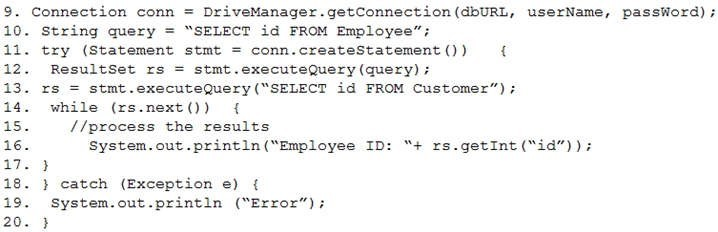 9. Connection conn = DriveManager.getConnection(dbURL, userName, passWord);
10. String query = “SELECT id FROM Employee”;
11. try (Statement stmt = conn.createStatement()) {
12. ResultSet rs = stmt.executeQuery(query);
13. rs = stmt.executeQuery(“SELECT id FROM Customer”);
14. while (rs.next()) {
15. //process the results
16. System.out.println(“Employee ID: “+ rs.getInt(“id”));
17. }
18. } catch (Exception e) {
19. System.out.println (“Error”);
20. }